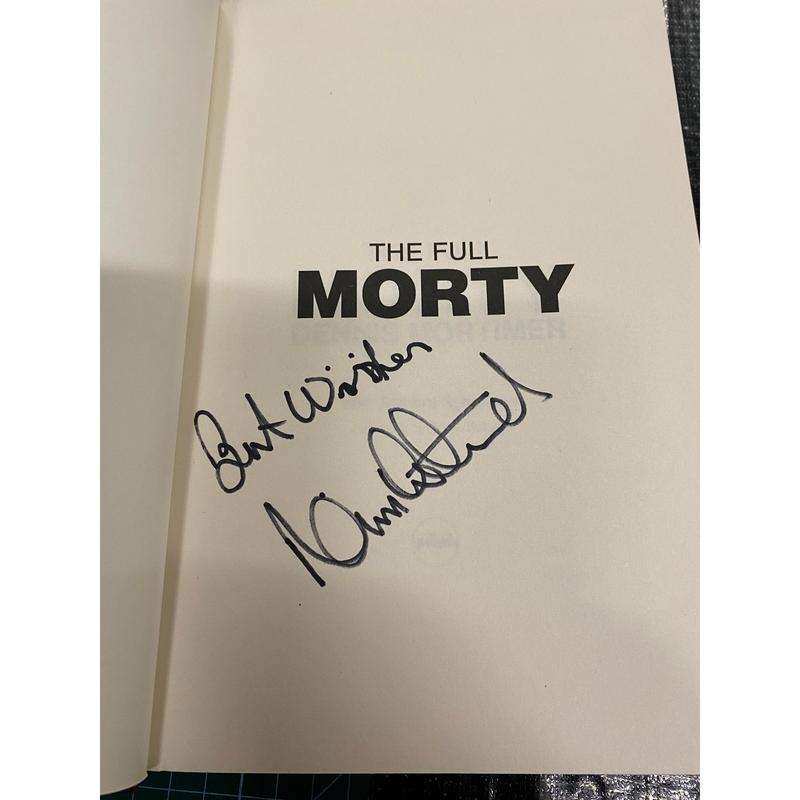 THE FULL
MORTY
DENNIS MORTIMER
Best Wishes